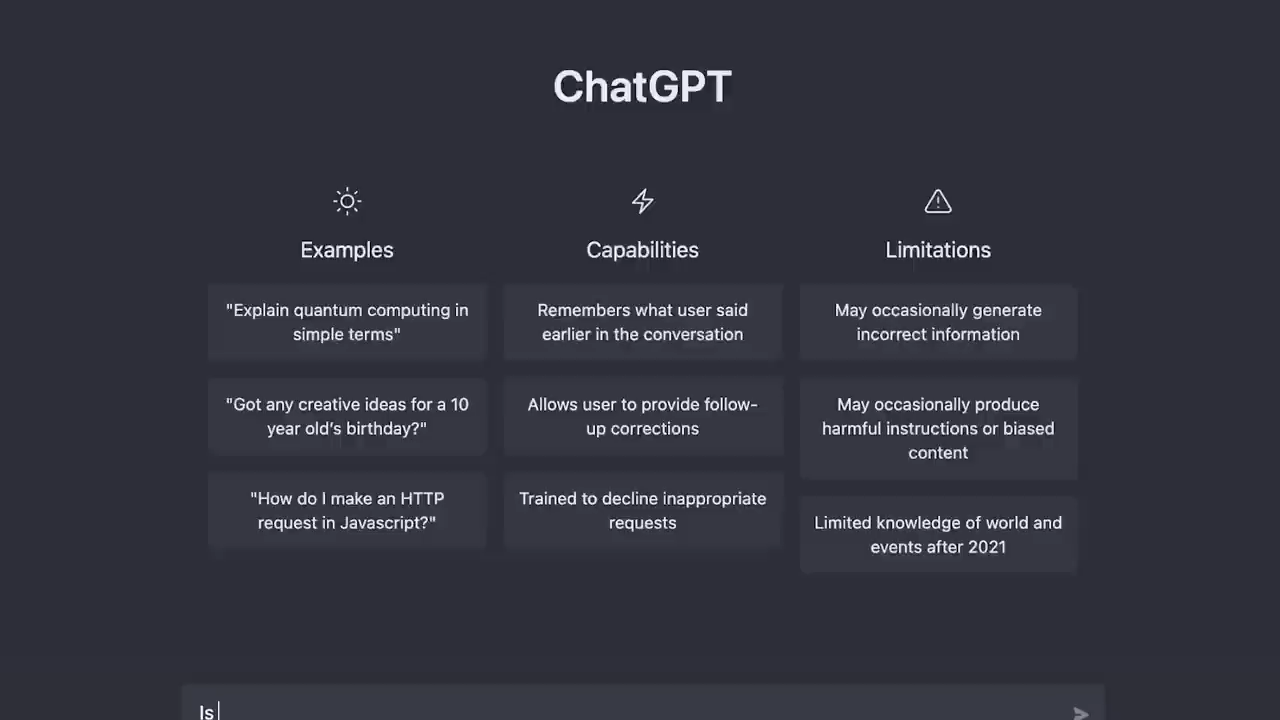 ChatGPT
Examples
"Explain quantum computing in
simple terms"
"Got any creative ideas for a 10
year old's birthday?"
"How do I make an HTTP
request in Javascript?"
Capabilities
Remembers what user said
earlier in the conversation
Allows user to provide follow-
up corrections
Trained to decline inappropriate
requests
Limitations
May occasionally generate
incorrect information
May occasionally produce
harmful instructions or biased
content
Limited knowledge of world and
events after 2021
Is